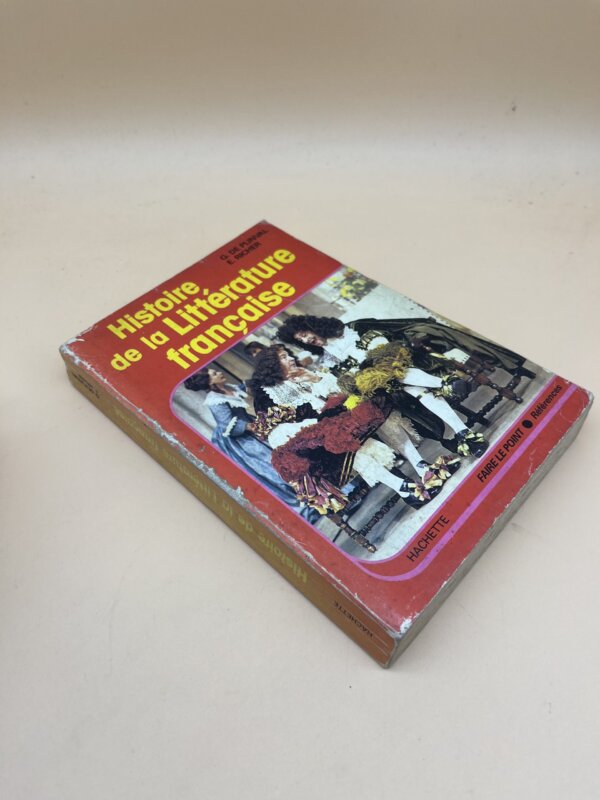 G. DE PLINVAL
E. RICHER
Histoire
de la Littérature
française
HACHETTE
FAIRE LE POINT ● Références
Histoire de la Littérature française
HACHETTE